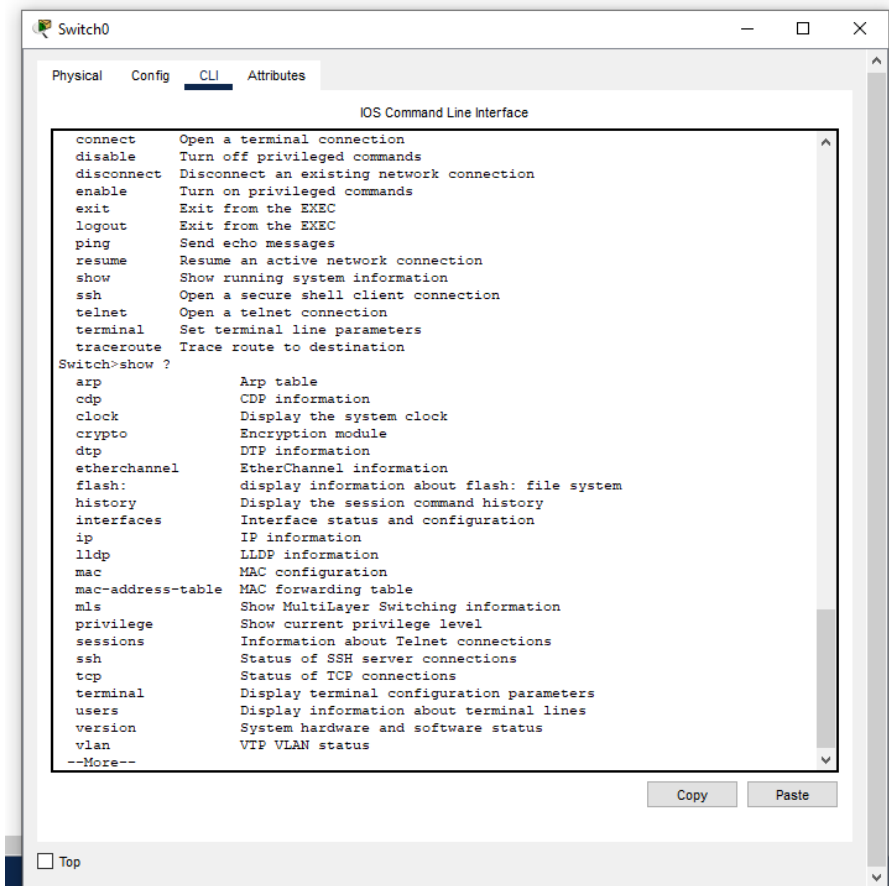 Switch0
Physical Config CLI Attributes
IOS Command Line Interface
connect Open a terminal connection
disable Turn off privileged commands
disconnect Disconnect an existing network connection
enable Turn on privileged commands
exit Exit from the EXEC
logout Exit from the EXEC
ping Send echo messages
resume Resume an active network connection
show Show running system information
ssh Open a secure shell client connection
telnet Open a telnet connection
terminal Set terminal line parameters
traceroute Trace route to destination
Switch>show ?
arp Arp table
cdp CDP information
clock Display the system clock
crypto Encryption module
dtp DTP information
etherchannel EtherChannel information
flash: display information about flash: file system
history Display the session command history
interfaces Interface status and configuration
ip IP information
lldp LLDP information
mac MAC configuration
mac-address-table MAC forwarding table
mls Show MultiLayer Switching information
privilege Show current privilege level
sessions Information about Telnet connections
ssh Status of SSH server connections
tcp Status of TCP connections
terminal Display terminal configuration parameters
users Display information about terminal lines
version System hardware and software status
vlan VTP VLAN status
--More--
Copy Paste
Top